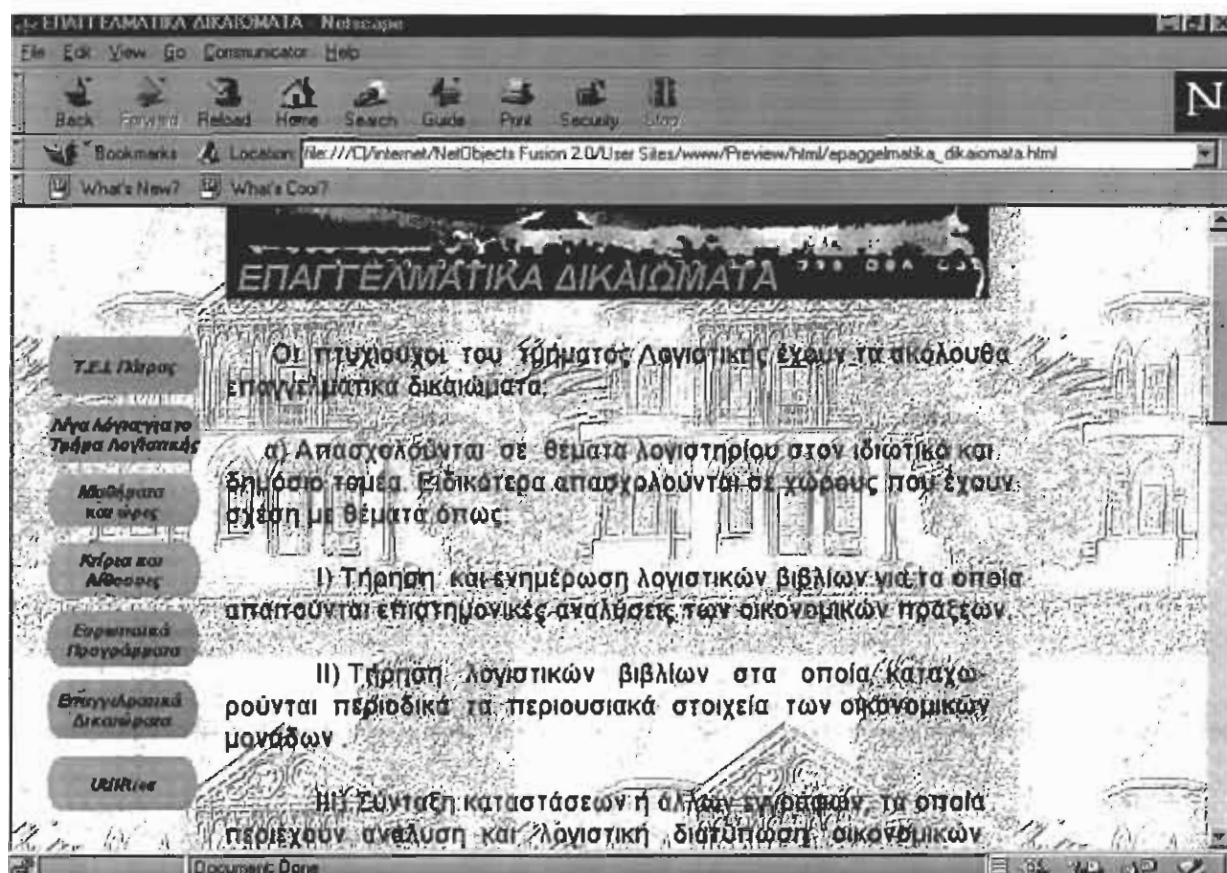 ΕΠΑΓΓΕΛΜΑΤΙΚΑ ΔΙΚΑΙΩΜΑΤΑ - Netscape
File Edit View Go Communicator Help
Back Forward Reload Home Search Guide Print Security Stop
N
Bookmarks Location: file:///C|/internet/NetObjects Fusion 2.0/User Sites/www/Preview/html/epaggelmatika_dikaiomata.html
What's New? What's Cool?
ΕΠΑΓΓΕΛΜΑΤΙΚΑ ΔΙΚΑΙΩΜΑΤΑ
Τ.Ε.Ι. Πάτρας
Λίγα λόγια για το
Τμήμα Λογιστικής
Μαθήματα
και ώρες
Κτίρια και
Αίθουσες
Ευρωπαικά
Προγράμματα
Επαγγελματικά
Δικαιώματα
Utilities
Οι πτυχιούχοι του τμήματος Λογιστικής έχουν τα ακόλουθα
επαγγελματικά δικαιώματα.
α) Απασχολούνται σε θέματα λογιστηρίου στον ιδιωτικό και
δημόσιο τομέα. Ειδικότερα απασχολούνται σε χώρους που έχουν
σχέση με θέματα όπως:
Ι) Τήρηση και ενημέρωση λογιστικών βιβλίων για τα οποία
απαιτούνται επιστημονικές αναλύσεις των οικονομικών πράξεων.
ΙΙ) Τήρηση λογιστικών βιβλίων στα οποία καταχω-
ρούνται περιοδικά τα περιουσιακά στοιχεία των οικονομικών
μονάδων .
ΙΙΙ) Σύνταξη καταστάσεων ή άλλων εγγράφων, τα οποία
περιέχουν ανάλυση και λογιστική διατύπωση οικονομικών
Document: Done